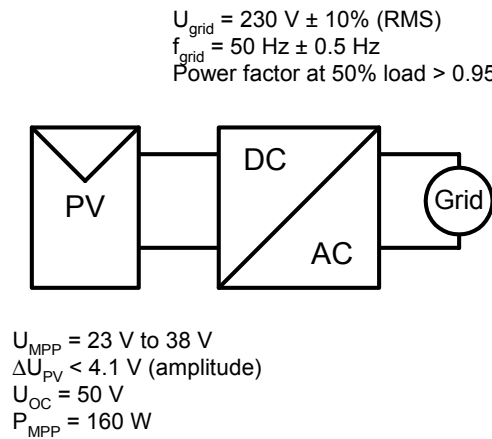 U_grid = 230 V ± 10% (RMS)
f_grid = 50 Hz ± 0.5 Hz
Power factor at 50% load > 0.95
DC
PV
Grid
AC
U_MPP = 23 V to 38 V
ΔU_PV < 4.1 V (amplitude)
U_OC = 50 V
P_MPP = 160 W